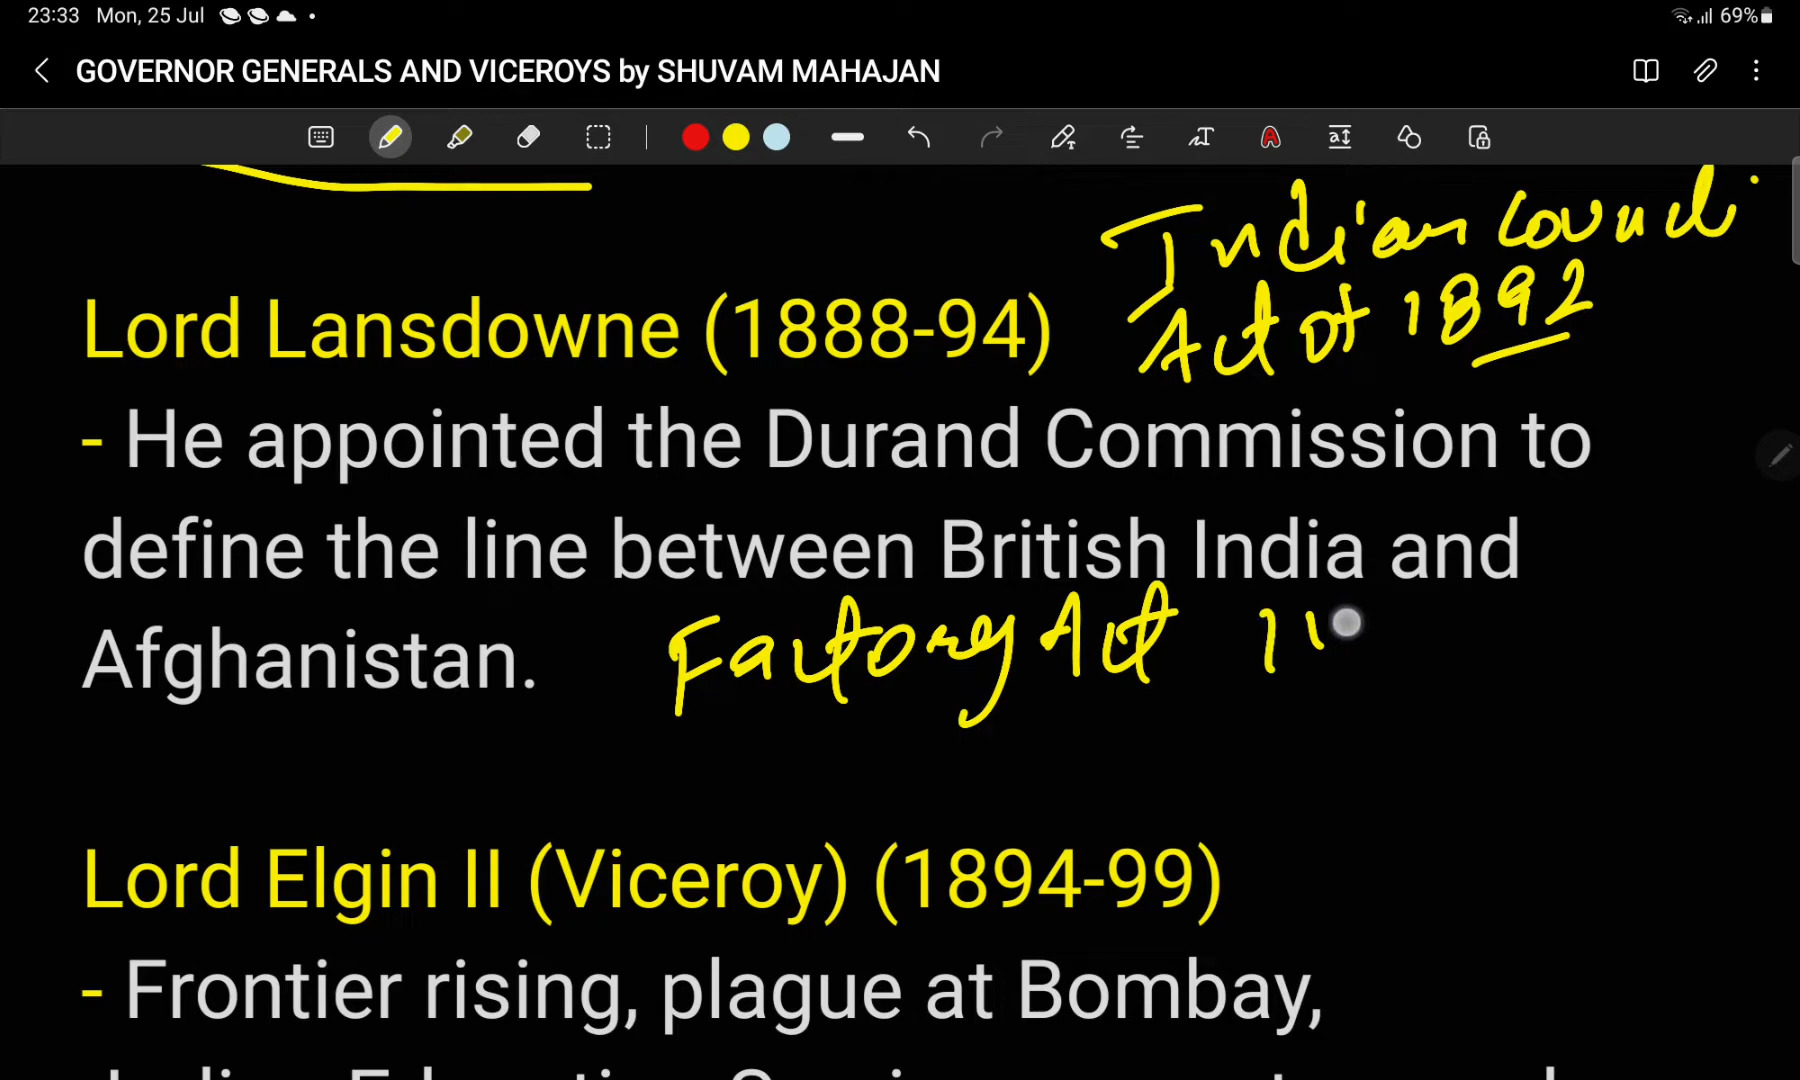 23:33 Mon, 25 Jul
69%
GOVERNOR GENERALS AND VICEROYS by SHUVAM MAHAJAN
Indian Council
Act of 1892
Lord Lansdowne (1888-94)
- He appointed the Durand Commission to
define the line between British India and
Afghanistan.
Factory Act 11
Lord Elgin II (Viceroy) (1894-99)
- Frontier rising, plague at Bombay,